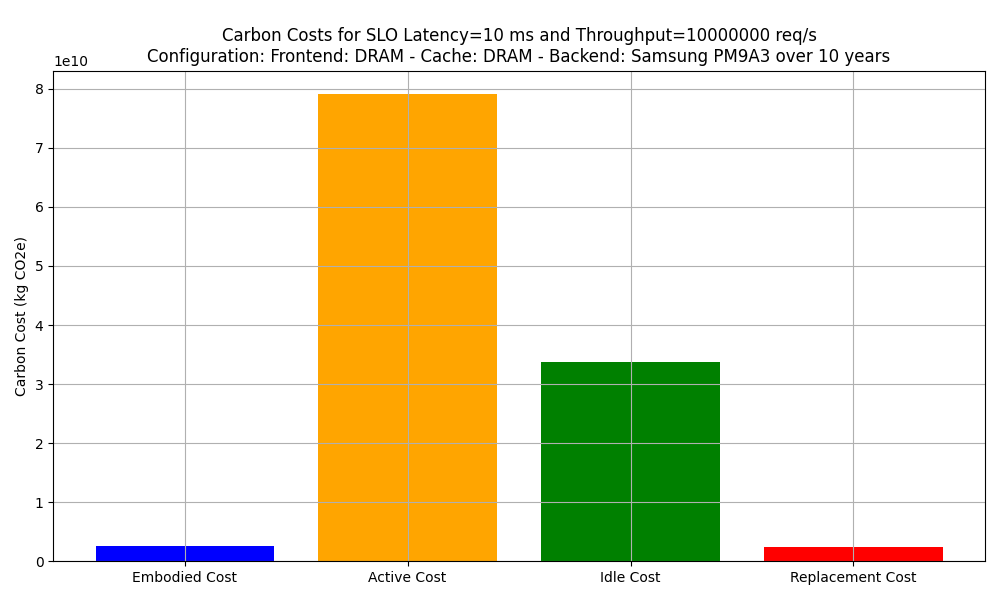 Carbon Costs for SLO Latency=10 ms and Throughput=10000000 req/s
Configuration: Frontend: DRAM - Cache: DRAM - Backend: Samsung PM9A3 over 10 years
1e10
8
7
6
5
4
3
2
1
0
Carbon Cost (kg CO2e)
Embodied Cost
Active Cost
Idle Cost
Replacement Cost